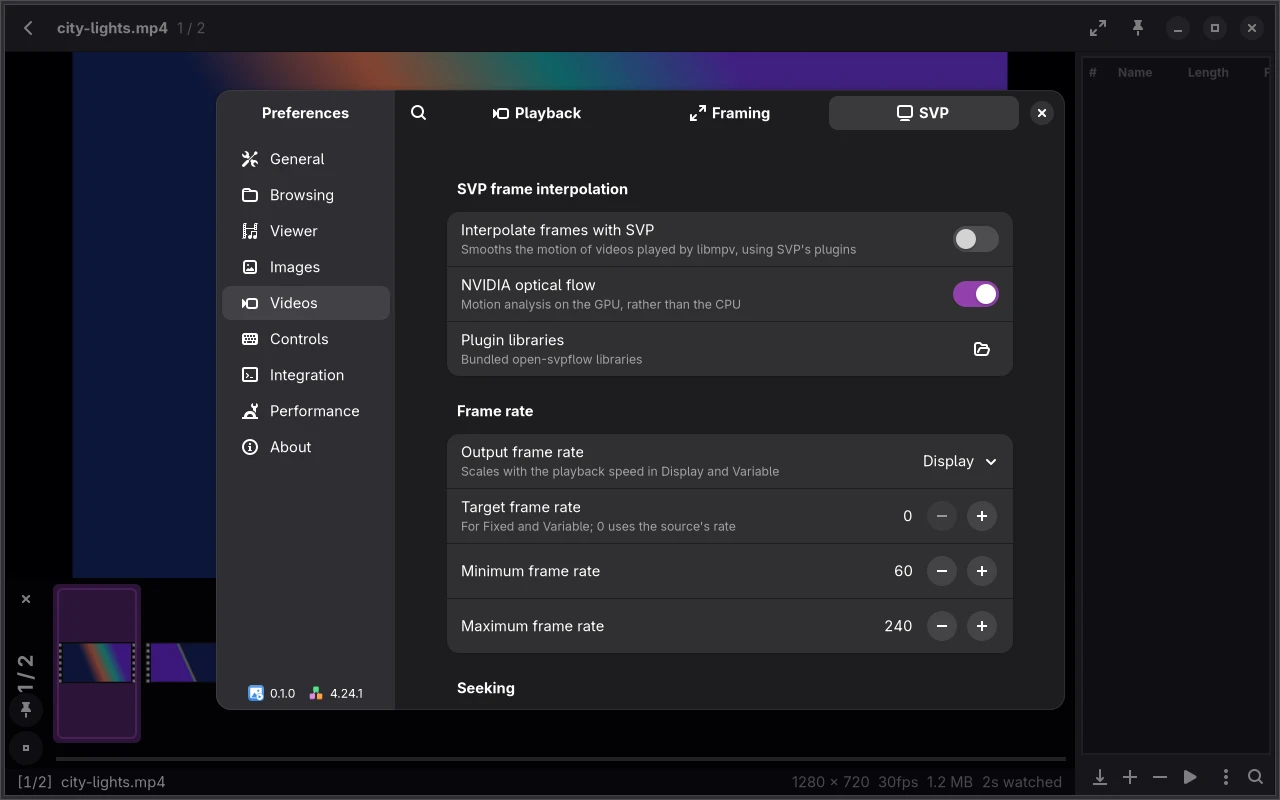 city-lights.mp4 1 / 2
# Name Length
Preferences
Playback
Framing
SVP
General
Browsing
Viewer
Images
Videos
Controls
Integration
Performance
About
0.1.0 4.24.1
SVP frame interpolation
Interpolate frames with SVP
Smooths the motion of videos played by libmpv, using SVP's plugins
NVIDIA optical flow
Motion analysis on the GPU, rather than the CPU
Plugin libraries
Bundled open-svpflow libraries
Frame rate
Output frame rate
Scales with the playback speed in Display and Variable
Display
Target frame rate
For Fixed and Variable; 0 uses the source's rate
0
Minimum frame rate
60
Maximum frame rate
240
Seeking
1/2
[1/2] city-lights.mp4
1280 × 720 30fps 1.2 MB 2s watched